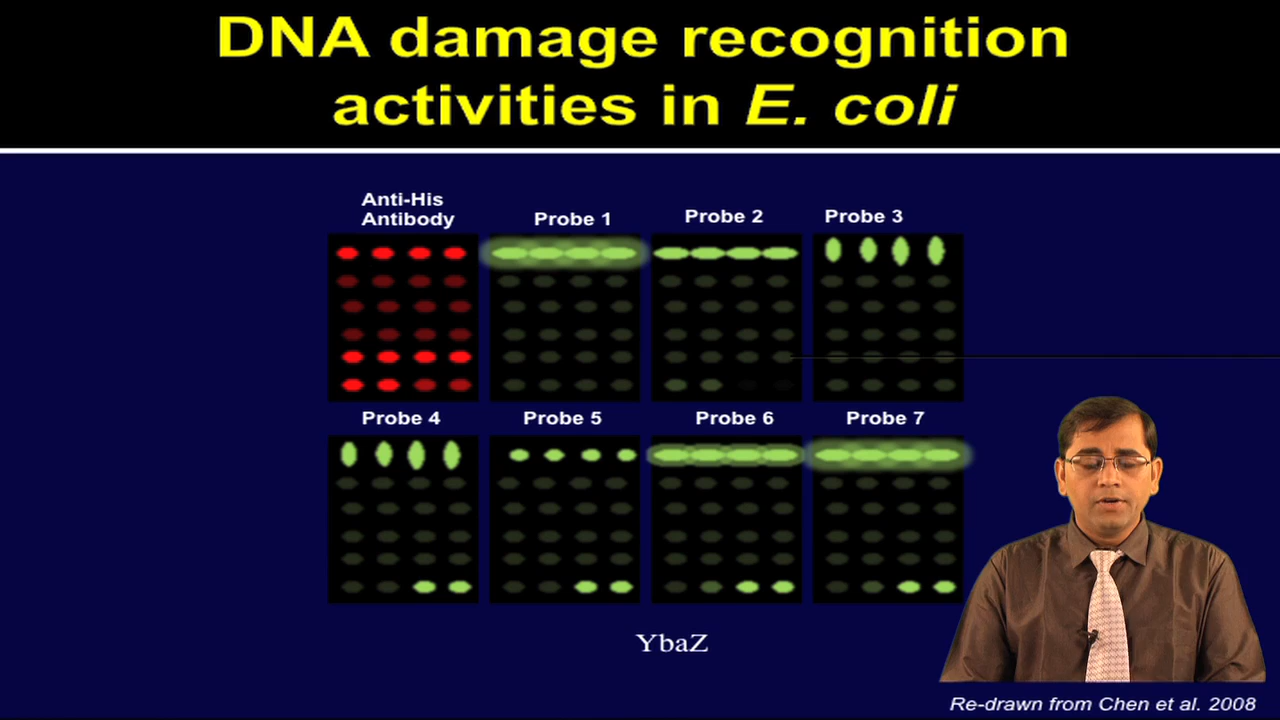 DNA damage recognition
activities in E. coli
Anti-His
Antibody
Probe 1
Probe 2
Probe 3
Probe 4
Probe 5
Probe 6
Probe 7
YbaZ
Re-drawn from Chen et al. 2008